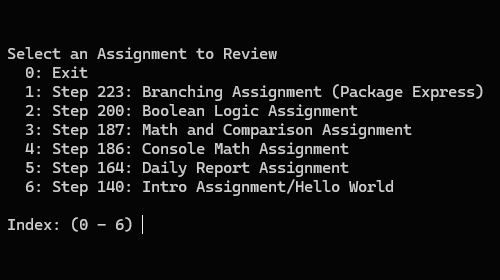 Select an Assignment to Review
0: Exit
1: Step 223: Branching Assignment (Package Express)
2: Step 200: Boolean Logic Assignment
3: Step 187: Math and Comparison Assignment
4: Step 186: Console Math Assignment
5: Step 164: Daily Report Assignment
6: Step 140: Intro Assignment/Hello World
Index: (0 - 6)